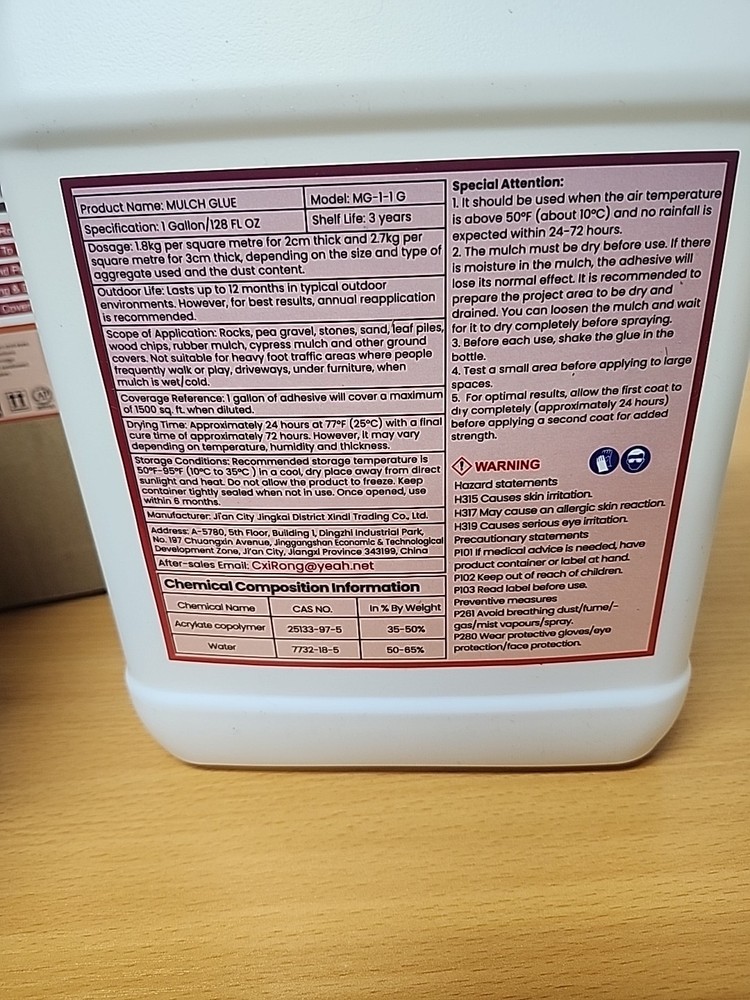 Product Name: MULCH GLUE
Model: MG-1-1 G
Specification: 1 Gallon/128 FL OZ
Shelf Life: 3 years
Dosage: 1.8kg per square metre for 2cm thick and 2.7kg per
square metre for 3cm thick, depending on the size and type of
aggregate used and the dust content.
Outdoor Life: Lasts up to 12 months in typical outdoor
environments. However, for best results, annual reapplication
is recommended.
Scope of Application: Rocks, pea gravel, stones, sand, leaf piles,
wood chips, rubber mulch, cypress mulch and other ground
covers. Not suitable for heavy foot traffic areas where people
frequently walk or play, driveways, under furniture, when
mulch is wet/cold.
Coverage Reference: 1 gallon of adhesive will cover a maximum
of 1500 sq. ft. when diluted.
Drying Time: Approximately 24 hours at 77°F (25°C) with a final
cure time of approximately 72 hours. However, it may vary
depending on temperature, humidity and thickness.
Storage Conditions: Recommended storage temperature is
50°F-95°F (10°C to 35°C ) in a cool, dry place away from direct
sunlight and heat. Do not allow the product to freeze. Keep
container tightly sealed when not in use. Once opened, use
within 6 months.
Manufacturer: Ji'an City Jingkai District Xindi Trading Co., Ltd.
Address: A-5780, 5th Floor, Building 1, Dingzhi Industrial Park,
No. 197 Chuangxin Avenue, Jinggangshan Economic & Technological
Development Zone, Ji'an City, Jiangxi Province 343199, China
After-sales Email: CxiRong@yeah.net
Chemical Composition Information
Chemical Name CAS NO. In % By Weight
Acrylate copolymer 25133-97-5 35-50%
Water 7732-18-5 50-65%
Special Attention:
1. It should be used when the air temperature
is above 50°F (about 10°C) and no rainfall is
expected within 24-72 hours.
2. The mulch must be dry before use. If there
is moisture in the mulch, the adhesive will
lose its normal effect. It is recommended to
prepare the project area to be dry and
drained. You can loosen the mulch and wait
for it to dry completely before spraying.
3. Before each use, shake the glue in the
bottle.
4. Test a small area before applying to large
spaces.
5. For optimal results, allow the first coat to
dry completely (approximately 24 hours)
before applying a second coat for added
strength.
WARNING
Hazard statements
H315 Causes skin irritation.
H317 May cause an allergic skin reaction.
H319 Causes serious eye irritation.
Precautionary statements
P101 If medical advice is needed, have
product container or label at hand.
P102 Keep out of reach of children.
P103 Read label before use.
Preventive measures
P261 Avoid breathing dust/fume/-
gas/mist vapours/spray.
P280 Wear protective gloves/eye
protection/face protection.